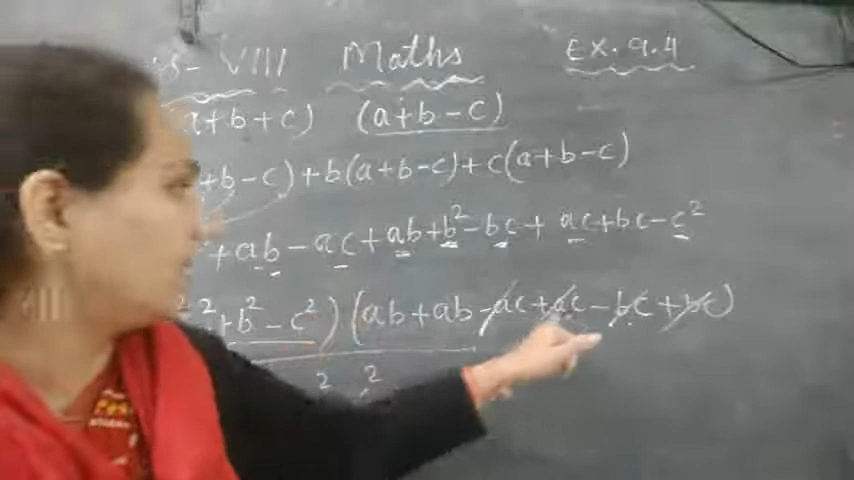 VIII Maths Ex. 9.4
a+b+c) (a+b-c)
+b-c)+b(a+b-c)+c(a+b-c)
+ab-ac+ab+b²-bc+ac+bc-c²
²+b²-c²)(ab+ab-ac+ac-bc+bc)
² ²